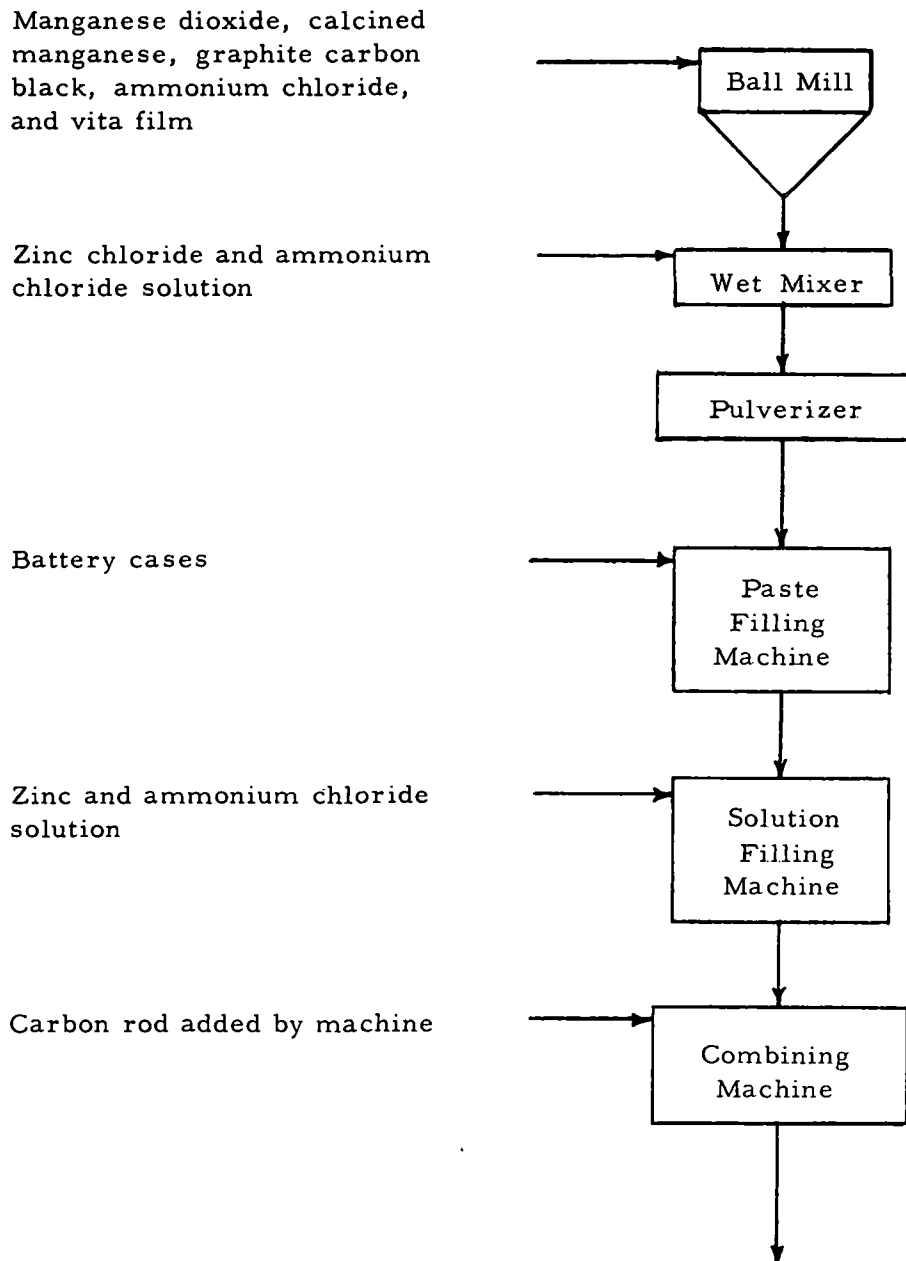 Manganese dioxide, calcined
manganese, graphite carbon
black, ammonium chloride,
and vita film
Ball Mill
Zinc chloride and ammonium
chloride solution
Wet Mixer
Pulverizer
Battery cases
Paste
Filling
Machine
Zinc and ammonium chloride
solution
Solution
Filling
Machine
Carbon rod added by machine
Combining
Machine